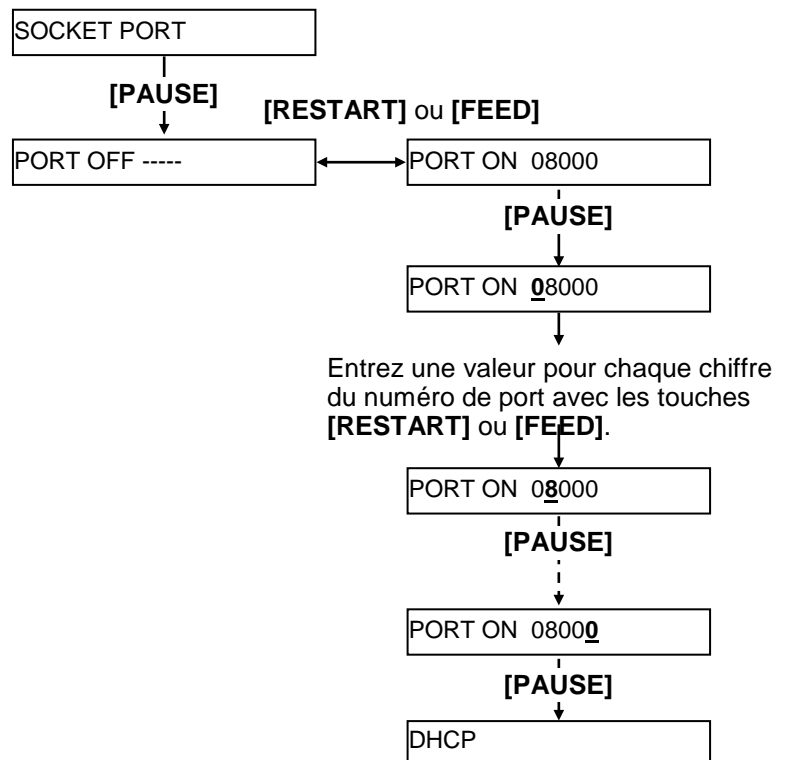 SOCKET PORT
[PAUSE]
[RESTART] ou [FEED]
PORT OFF -----
PORT ON 08000
[PAUSE]
PORT ON 08000
Entrez une valeur pour chaque chiffre
du numéro de port avec les touches
[RESTART] ou [FEED].
PORT ON 08000
[PAUSE]
PORT ON 08000
[PAUSE]
DHCP